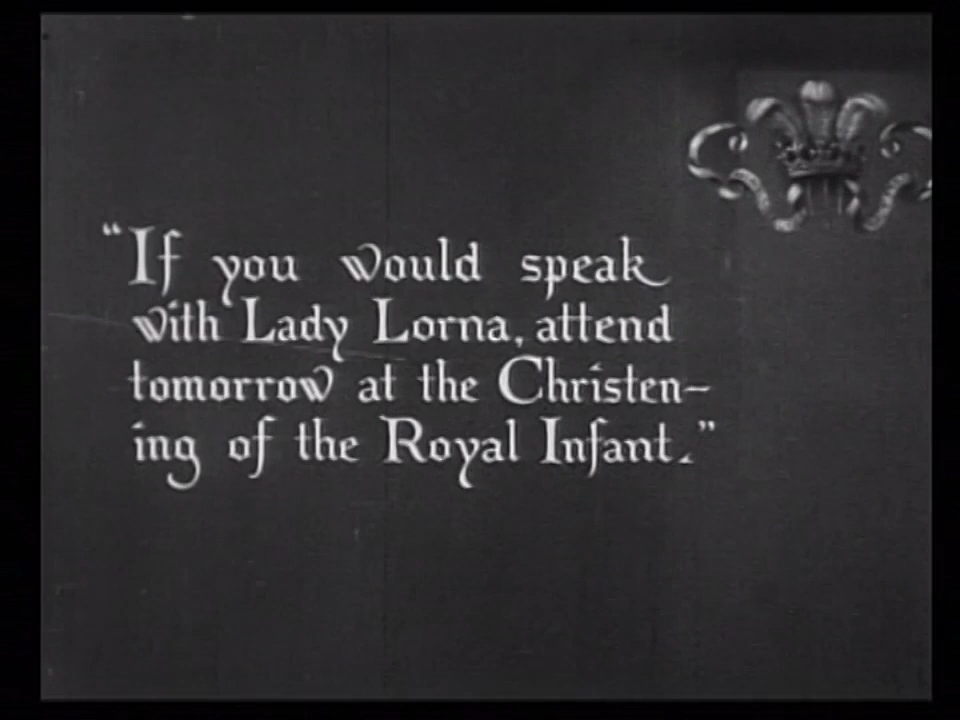 “If you would speak
with Lady Lorna, attend
tomorrow at the Christen-
ing of the Royal Infant.”